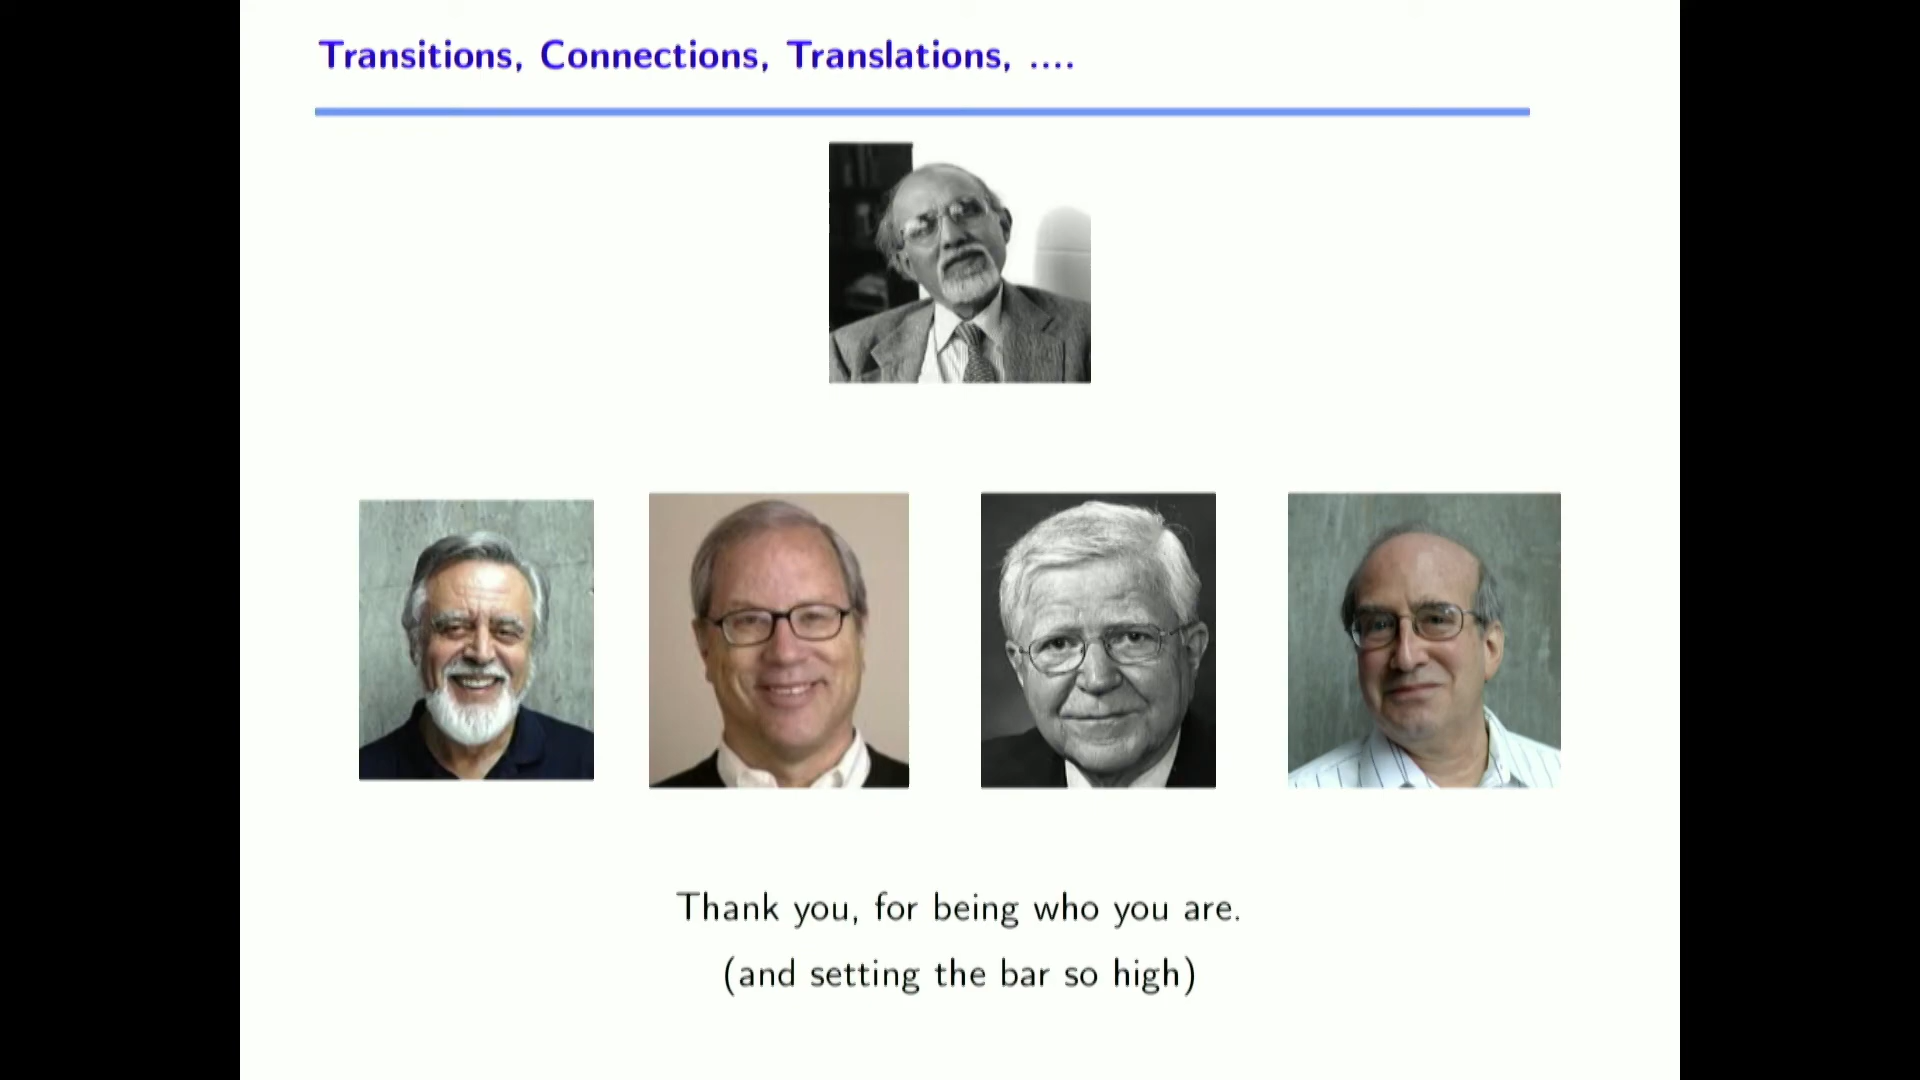 Transitions, Connections, Translations, ....
Thank you, for being who you are.
(and setting the bar so high)